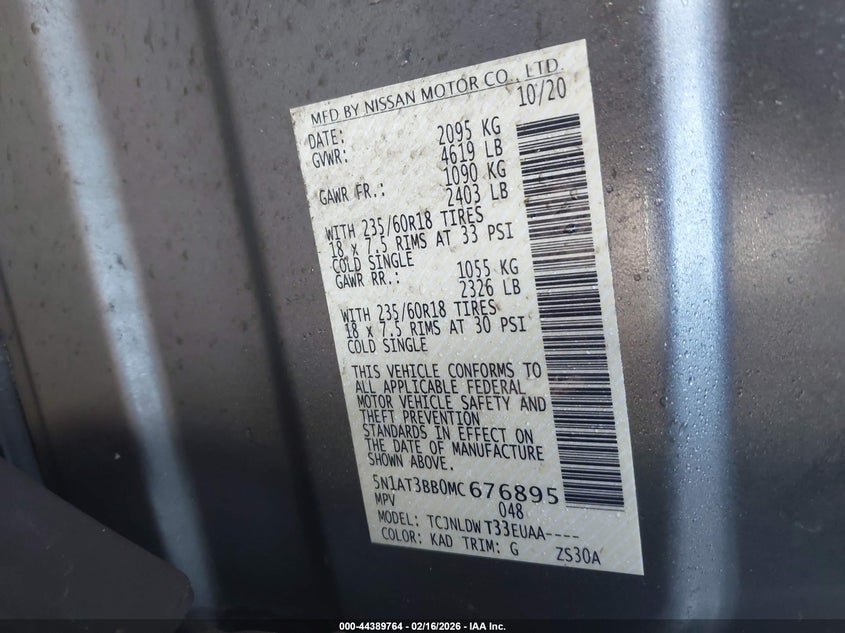 MFD BY NISSAN MOTOR CO., LTD.
DATE: 10/20
GVWR: 2095 KG
4619 LB
GAWR FR.: 1090 KG
2403 LB
WITH 235/60R18 TIRES
18 x 7.5 RIMS AT 33 PSI
COLD SINGLE
GAWR RR.: 1055 KG
2326 LB
WITH 235/60R18 TIRES
18 x 7.5 RIMS AT 30 PSI
COLD SINGLE
THIS VEHICLE CONFORMS TO
ALL APPLICABLE FEDERAL
MOTOR VEHICLE SAFETY AND
THEFT PREVENTION
STANDARDS IN EFFECT ON
THE DATE OF MANUFACTURE
SHOWN ABOVE.
5N1AT3BB0MC676895
MPV 048
MODEL: TCJNLDWT33EUAA----
COLOR: KAD TRIM: G ZS30A
000-44389764 - 02/16/2026 - IAA Inc.